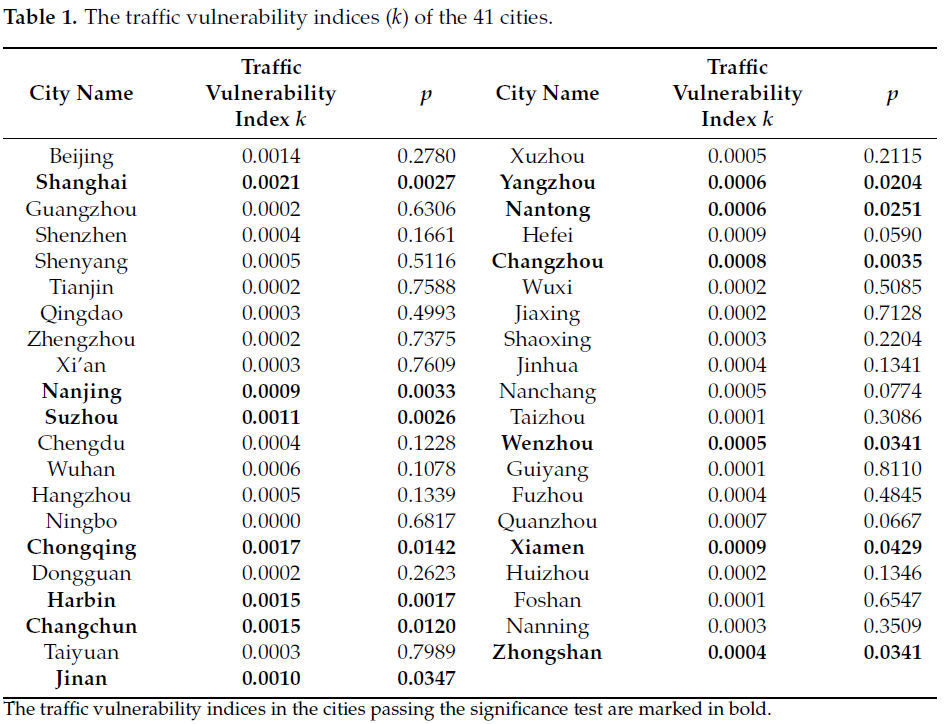 Table 1. The traffic vulnerability indices (k) of the 41 cities.
City Name Traffic Vulnerability Index k p City Name Traffic Vulnerability Index k p
Beijing 0.0014 0.2780 Xuzhou 0.0005 0.2115
Shanghai 0.0021 0.0027 Yangzhou 0.0006 0.0204
Guangzhou 0.0002 0.6306 Nantong 0.0006 0.0251
Shenzhen 0.0004 0.1661 Hefei 0.0009 0.0590
Shenyang 0.0005 0.5116 Changzhou 0.0008 0.0035
Tianjin 0.0002 0.7588 Wuxi 0.0002 0.5085
Qingdao 0.0003 0.4993 Jiaxing 0.0002 0.7128
Zhengzhou 0.0002 0.7375 Shaoxing 0.0003 0.2204
Xi’an 0.0003 0.7609 Jinhua 0.0004 0.1341
Nanjing 0.0009 0.0033 Nanchang 0.0005 0.0774
Suzhou 0.0011 0.0026 Taizhou 0.0001 0.3086
Chengdu 0.0004 0.1228 Wenzhou 0.0005 0.0341
Wuhan 0.0006 0.1078 Guiyang 0.0001 0.8110
Hangzhou 0.0005 0.1339 Fuzhou 0.0004 0.4845
Ningbo 0.0000 0.6817 Quanzhou 0.0007 0.0667
Chongqing 0.0017 0.0142 Xiamen 0.0009 0.0429
Dongguan 0.0002 0.2623 Huizhou 0.0002 0.1346
Harbin 0.0015 0.0017 Foshan 0.0001 0.6547
Changchun 0.0015 0.0120 Nanning 0.0003 0.3509
Taiyuan 0.0003 0.7989 Zhongshan 0.0004 0.0341
Jinan 0.0010 0.0347
The traffic vulnerability indices in the cities passing the significance test are marked in bold.